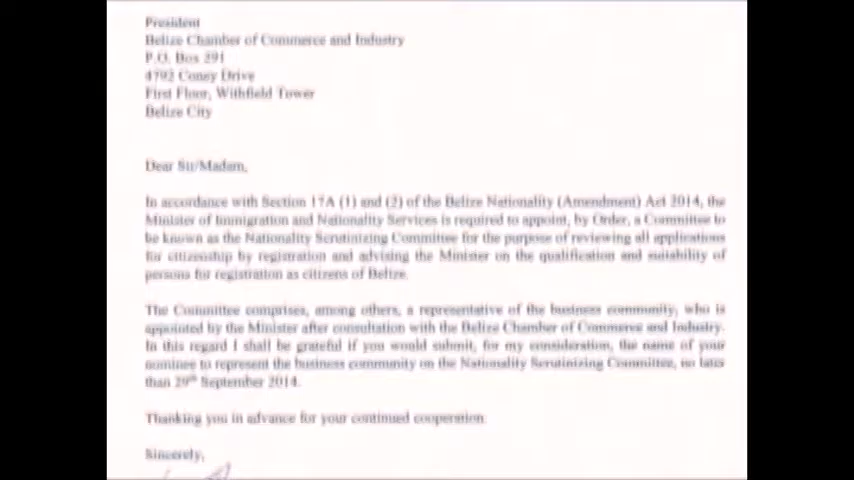 President
Belize Chamber of Commerce and Industry
P.O. Box 291
4792 Coney Drive
First Floor, Withfield Tower
Belize City
Dear Sir/Madam,
In accordance with Section 17A (1) and (2) of the Belize Nationality (Amendment) Act 2014, the
Minister of Immigration and Nationality Services is required to appoint, by Order, a Committee to
be known as the Nationality Scrutinizing Committee for the purpose of reviewing all applications
for citizenship by registration and advising the Minister on the qualification and suitability of
persons for registration as citizens of Belize.
The Committee comprises, among others, a representative of the business community, who is
appointed by the Minister after consultation with the Belize Chamber of Commerce and Industry.
In this regard I shall be grateful if you would submit, for my consideration, the name of your
nominee to represent the business community on the Nationality Scrutinizing Committee, no later
than 29th September 2014.
Thanking you in advance for your continued cooperation.
Sincerely,